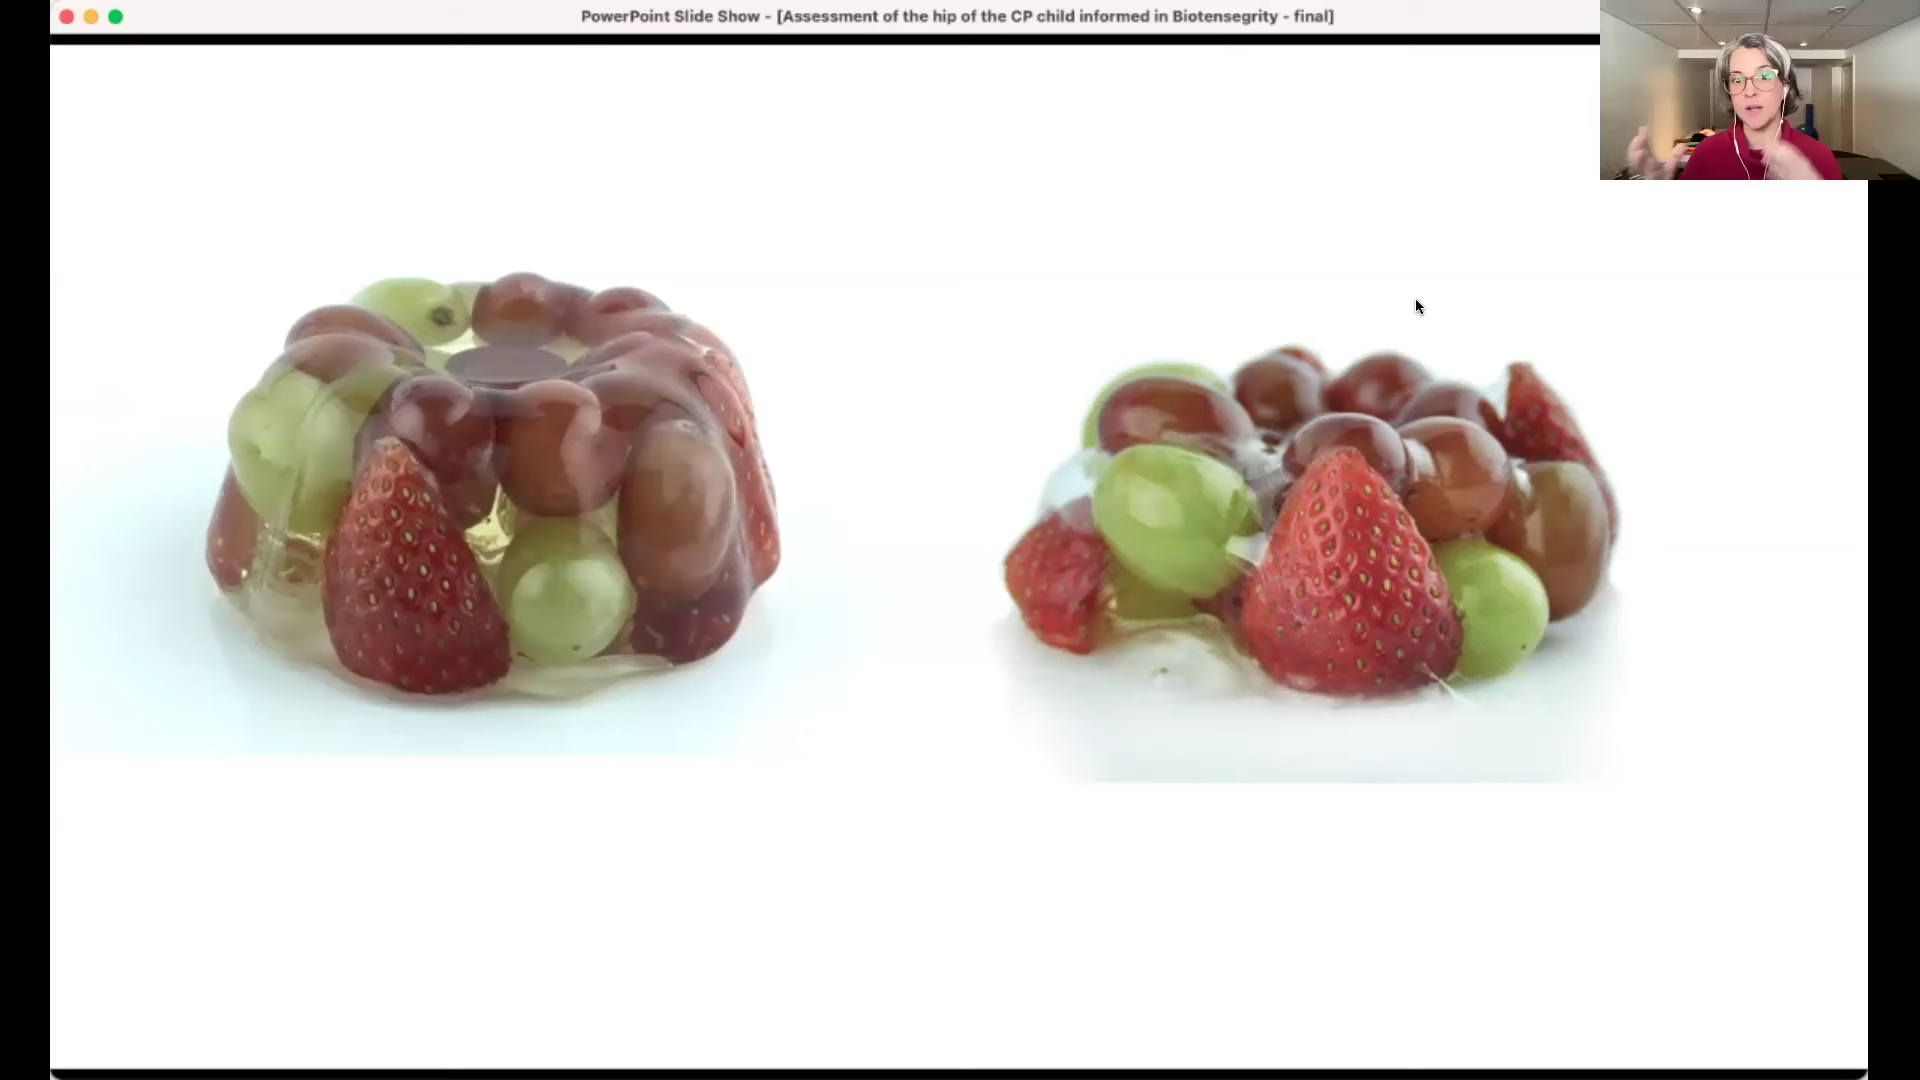 PowerPoint Slide Show - [Assessment of the hip of the CP child informed in Biotensegrity - final]